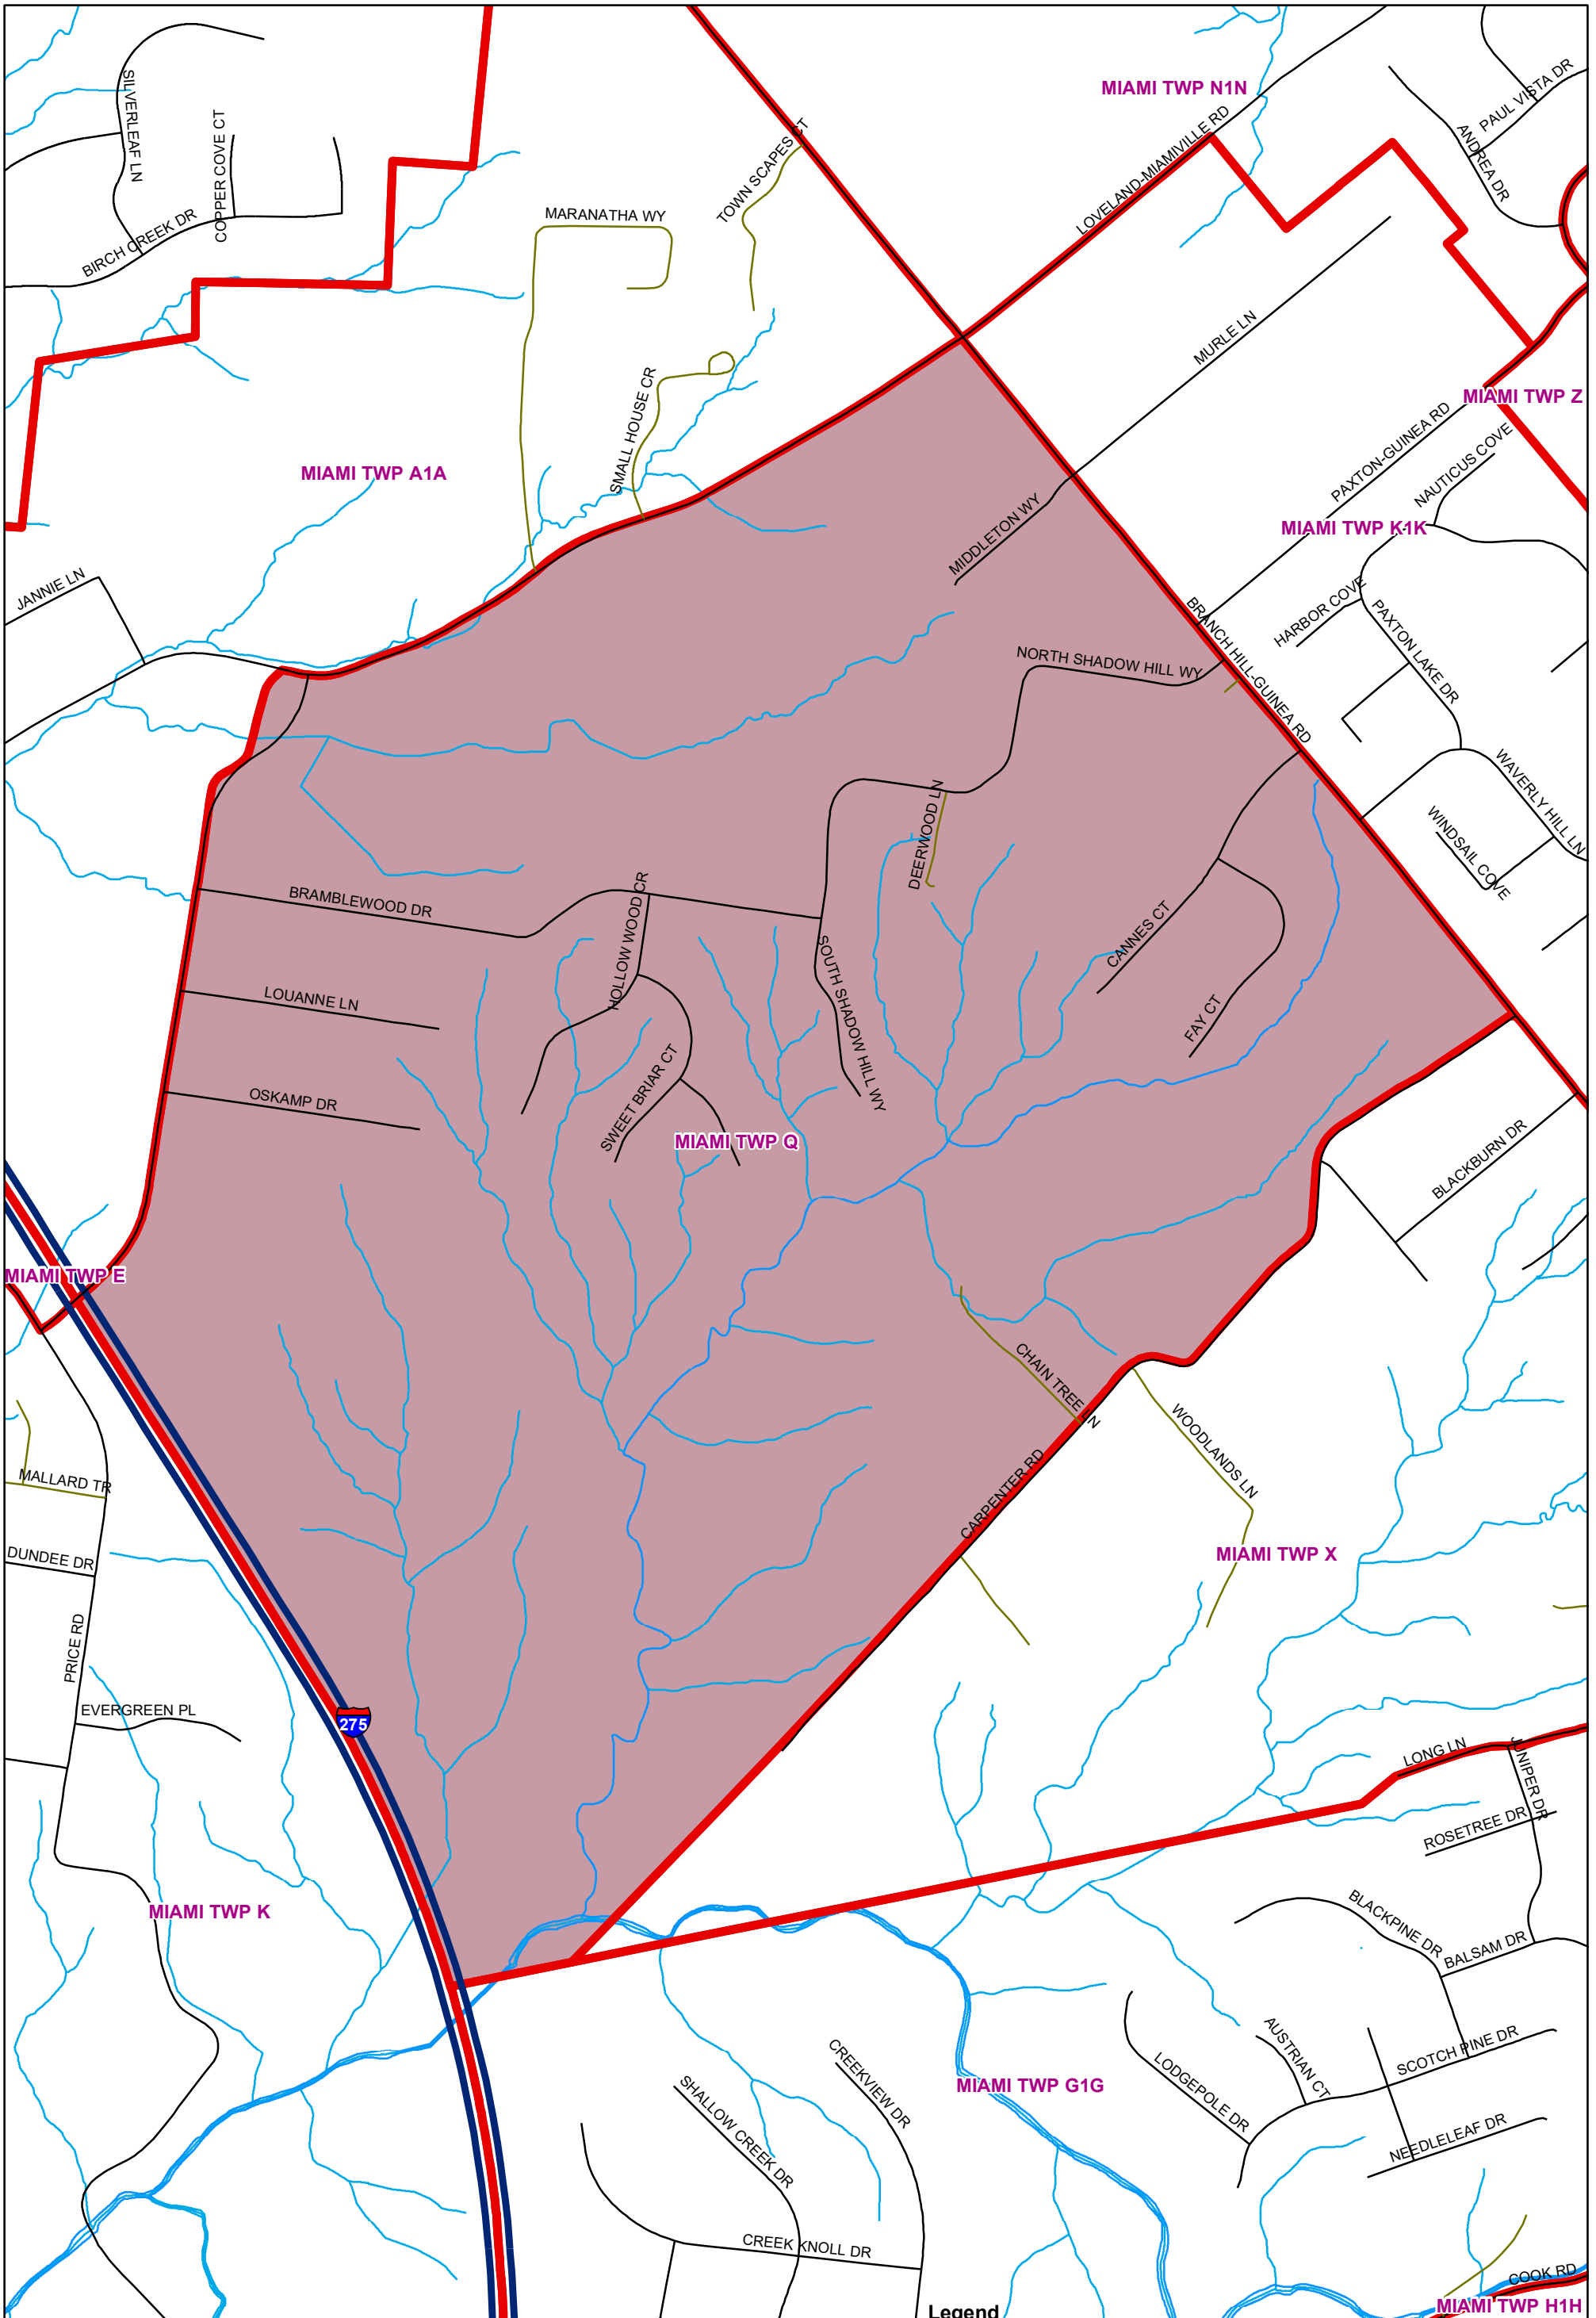 MIAMI TWP N1N
PAUL VISTA DR
SILVERLEAF LN
COPPER COVE CT
TOWN SCAPES CT
LOVELAND-MIAMIVILLE RD
ANDREA DR
MARANATHA WY
BIRCH CREEK DR
MURLE LN
SMALL HOUSE CR
MIAMI TWP Z
PAXTON-GUINEA RD
NAUTICUS COVE
MIAMI TWP A1A
MIAMI TWP K1K
MIDDLETON WY
JANNIE LN
HARBOR COVE
BRANCH HILL-GUINEA RD
PAXTON LAKE DR
NORTH SHADOW HILL WY
WAVERLY HILL LN
DEERWOOD LN
WINDSAIL COVE
BRAMBLEWOOD DR
HOLLOW WOOD CR
CANNES CT
SOUTH SHADOW HILL WY
LOUANNE LN
FAY CT
OSKAMP DR
SWEET BRIAR CT
MIAMI TWP Q
BLACKBURN DR
MIAMI TWP E
CHAIN TREE LN
WOODLANDS LN
MALLARD TR
CARPENTER RD
DUNDEE DR
MIAMI TWP X
PRICE RD
EVERGREEN PL
275
LONG LN
JUNIPER DR
ROSETREE DR
MIAMI TWP K
BLACKPINE DR
BALSAM DR
AUSTRIAN CT
SCOTCH PINE DR
CREEKVIEW DR
LODGEPOLE DR
MIAMI TWP G1G
SHALLOW CREEK DR
NEEDLELEAF DR
CREEK KNOLL DR
COOK RD
MIAMI TWP H1H
Legend